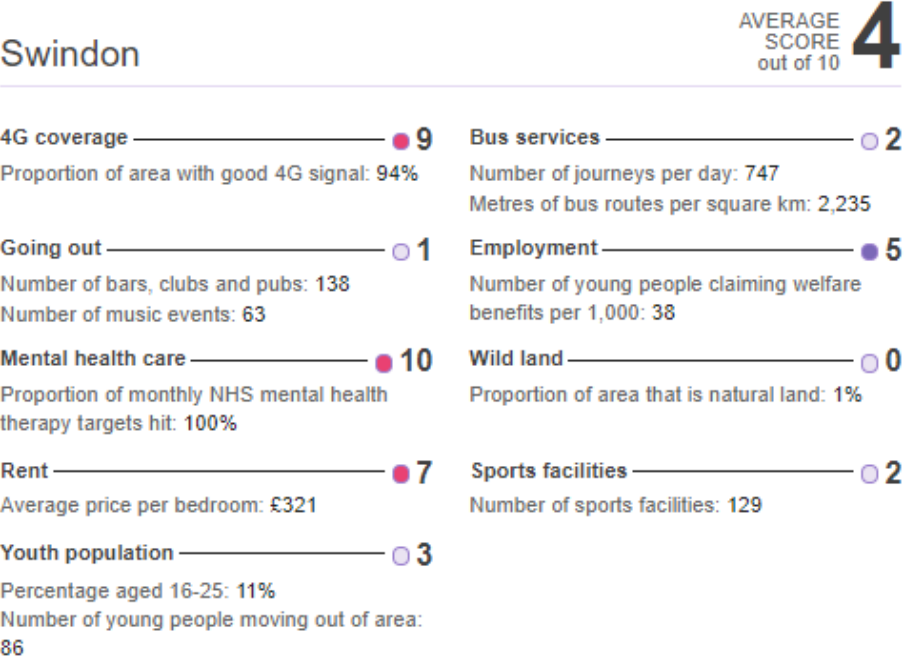 Swindon
AVERAGE
SCORE
out of 10
4
4G coverage 9
Proportion of area with good 4G signal: 94%
Bus services 2
Number of journeys per day: 747
Metres of bus routes per square km: 2,235
Going out 1
Number of bars, clubs and pubs: 138
Number of music events: 63
Employment 5
Number of young people claiming welfare
benefits per 1,000: 38
Mental health care 10
Proportion of monthly NHS mental health
therapy targets hit: 100%
Wild land 0
Proportion of area that is natural land: 1%
Rent 7
Average price per bedroom: £321
Sports facilities 2
Number of sports facilities: 129
Youth population 3
Percentage aged 16-25: 11%
Number of young people moving out of area:
86